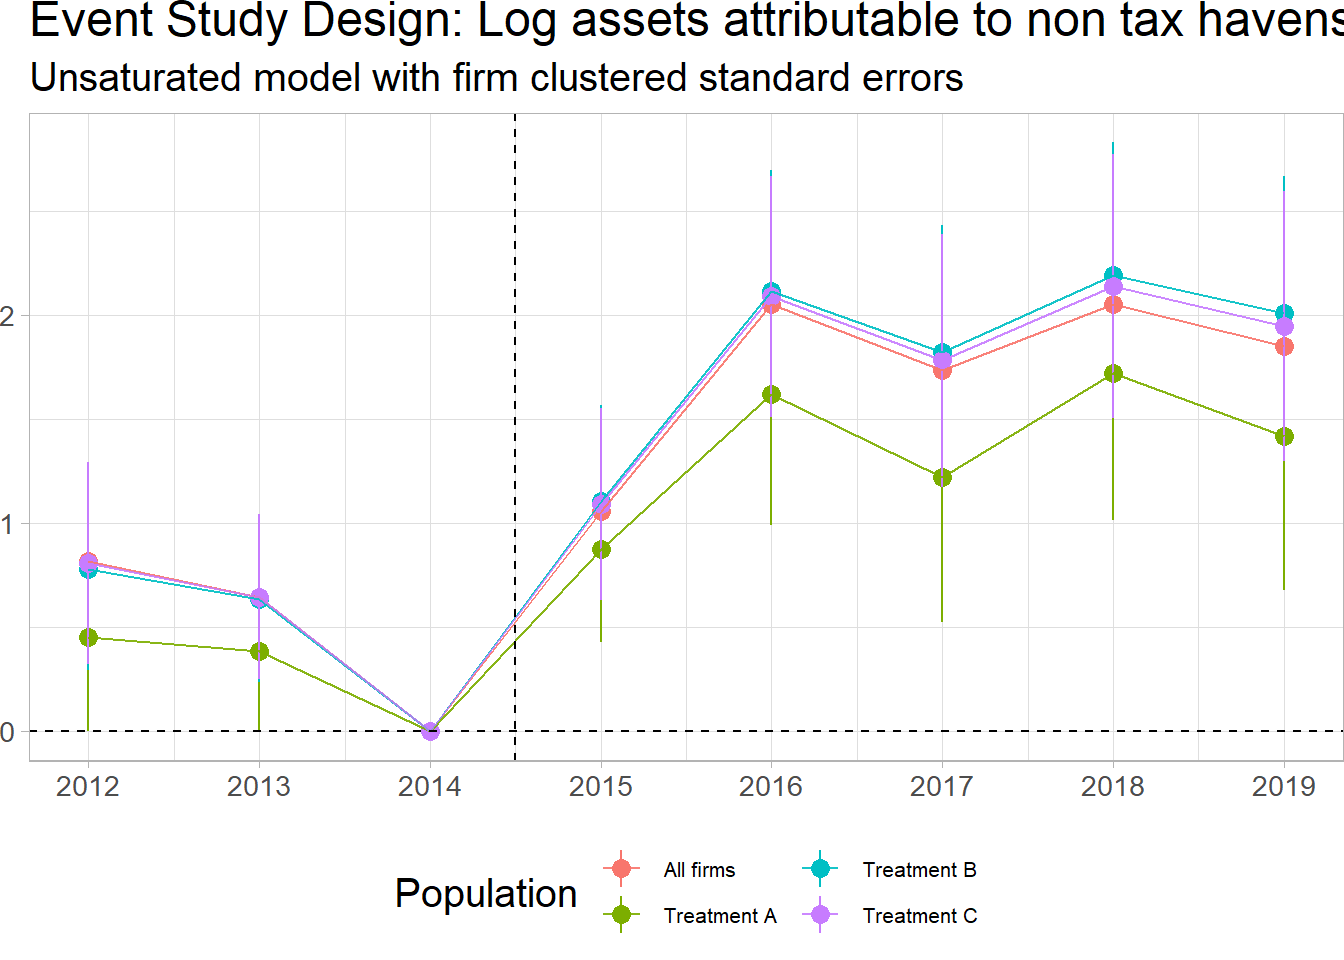 Event Study Design: Log assets attributable to non tax havens
Unsaturated model with firm clustered standard errors
2
1
0
2012 2013 2014 2015 2016 2017 2018 2019
Population
All firms
Treatment B
Treatment A
Treatment C